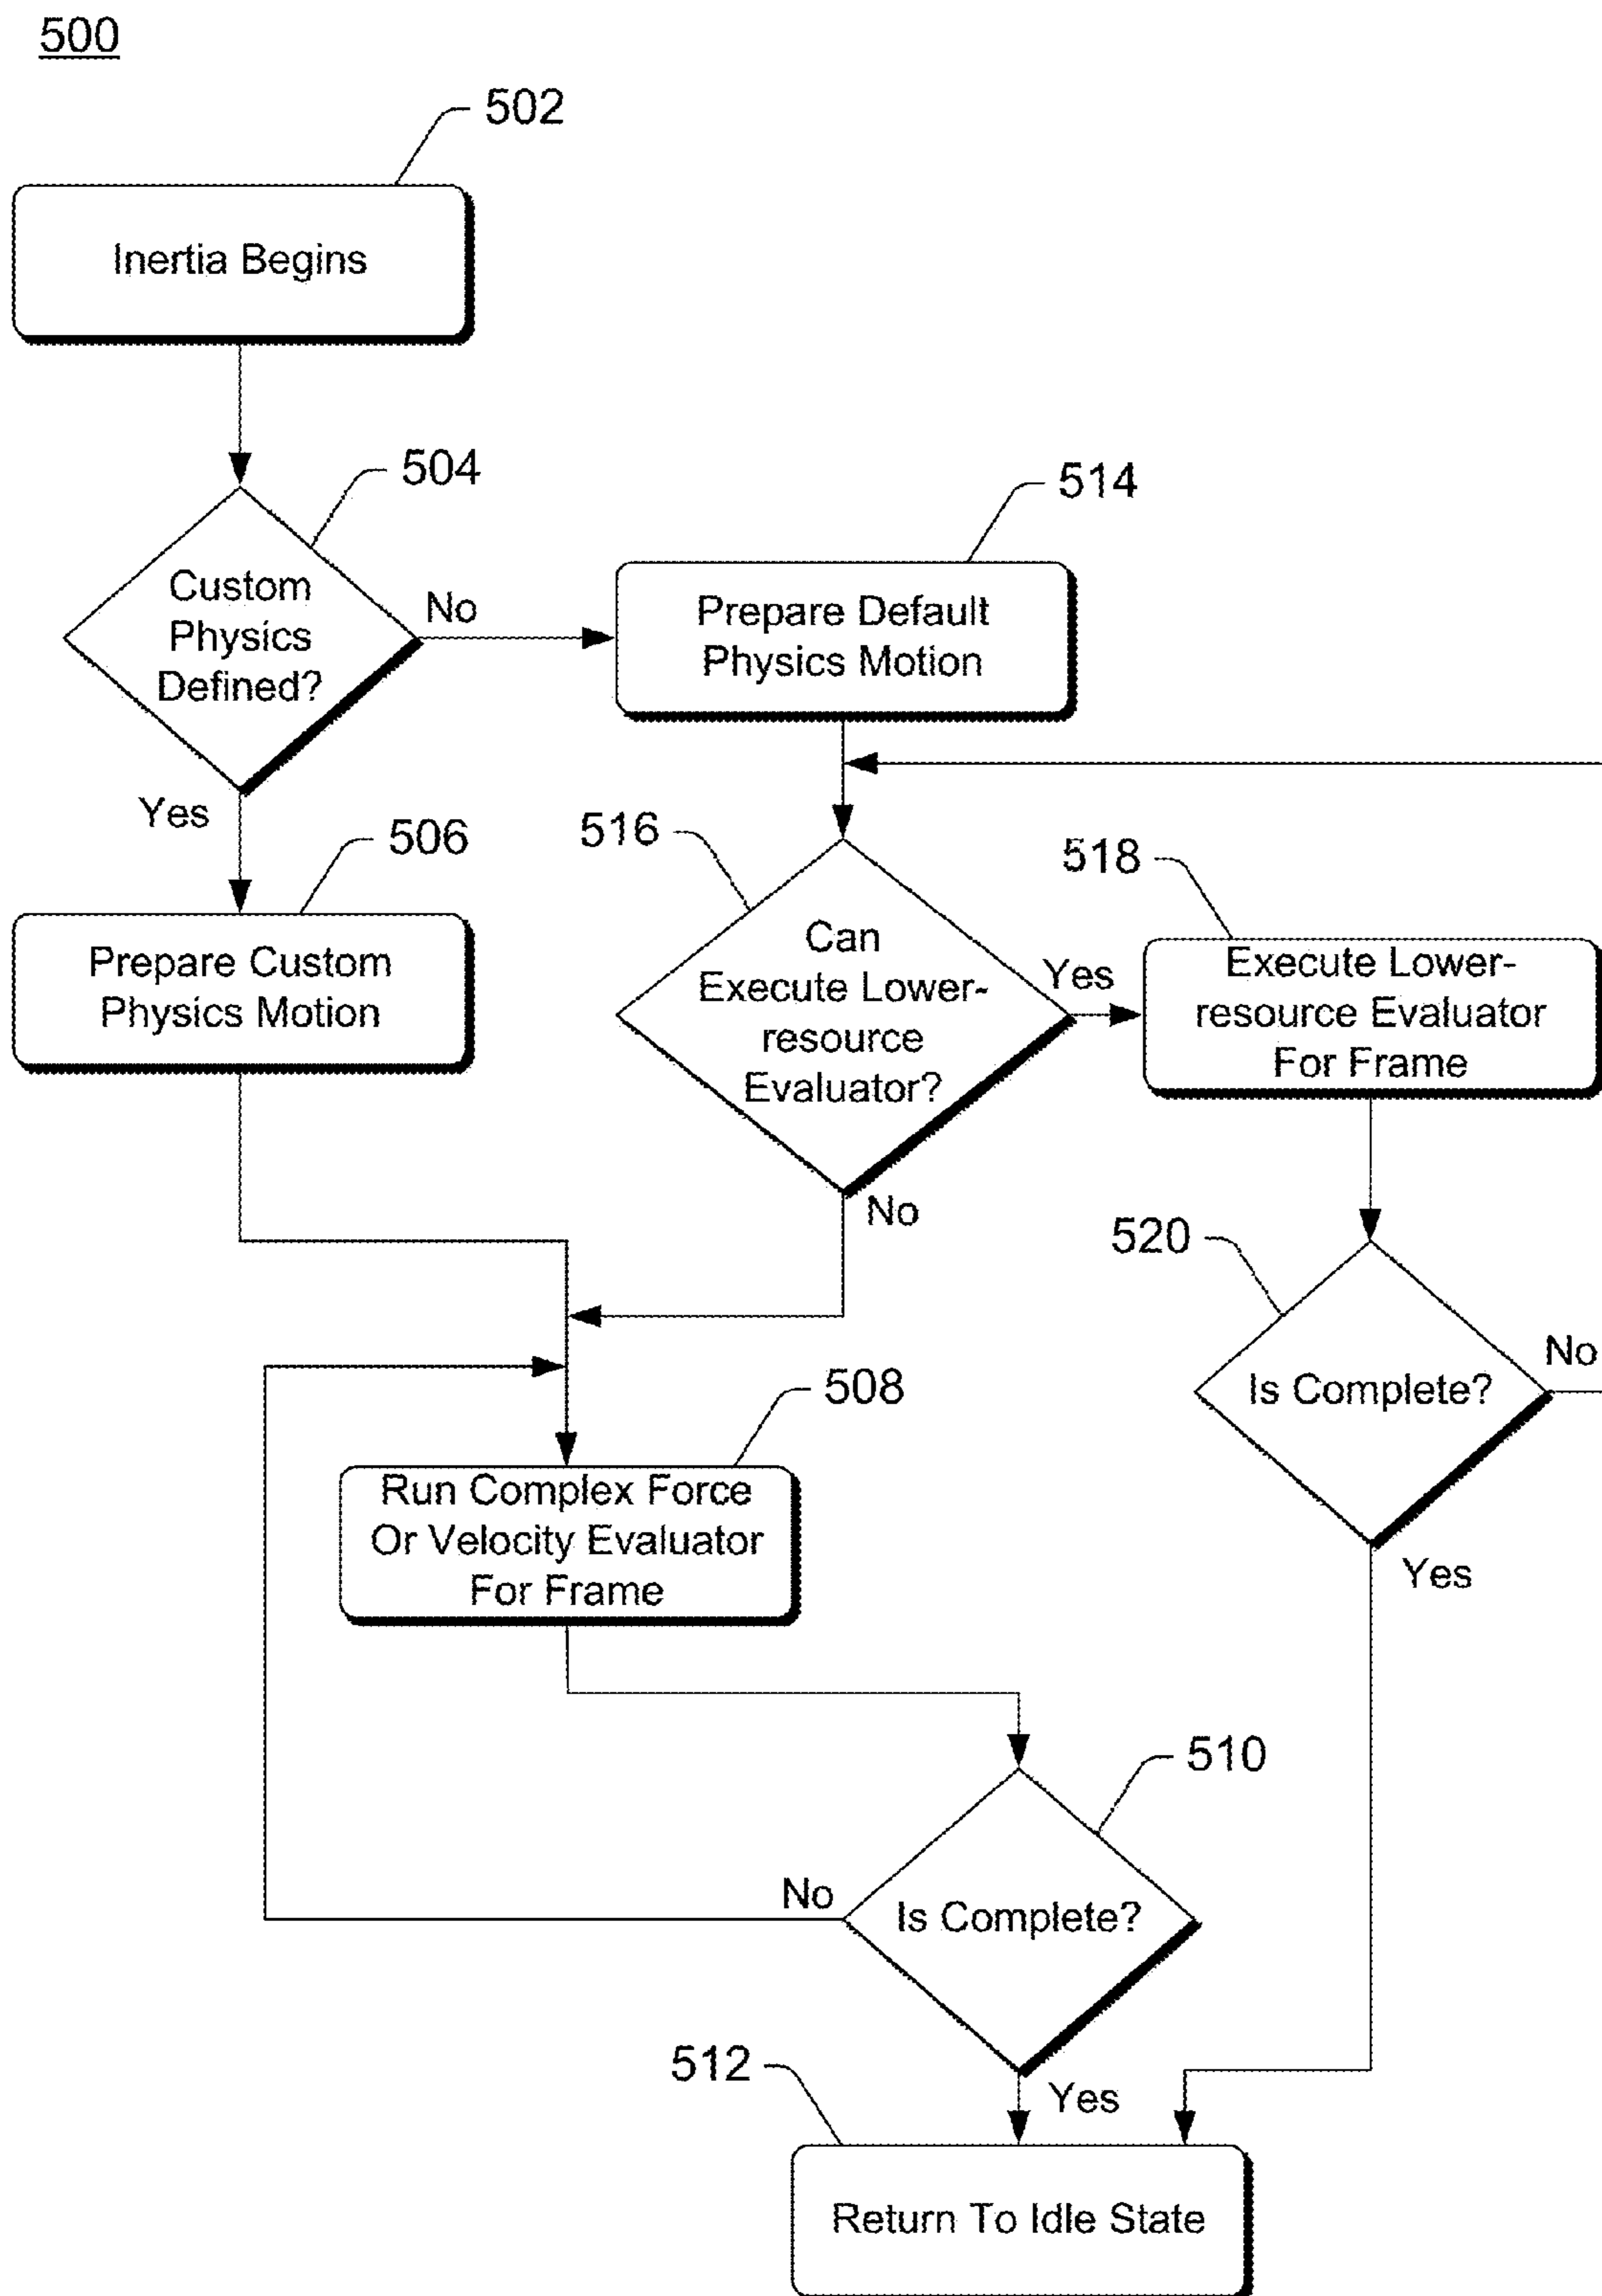 500
502
Inertia Begins
504
Custom
Physics
Defined?
No
Yes
514
Prepare Default
Physics Motion
506
Prepare Custom
Physics Motion
516
Can
Execute Lower-
resource
Evaluator?
Yes
No
518
Execute Lower-
resource Evaluator
For Frame
520
Is Complete?
No
Yes
508
Run Complex Force
Or Velocity Evaluator
For Frame
510
Is Complete?
No
Yes
512
Return To Idle State